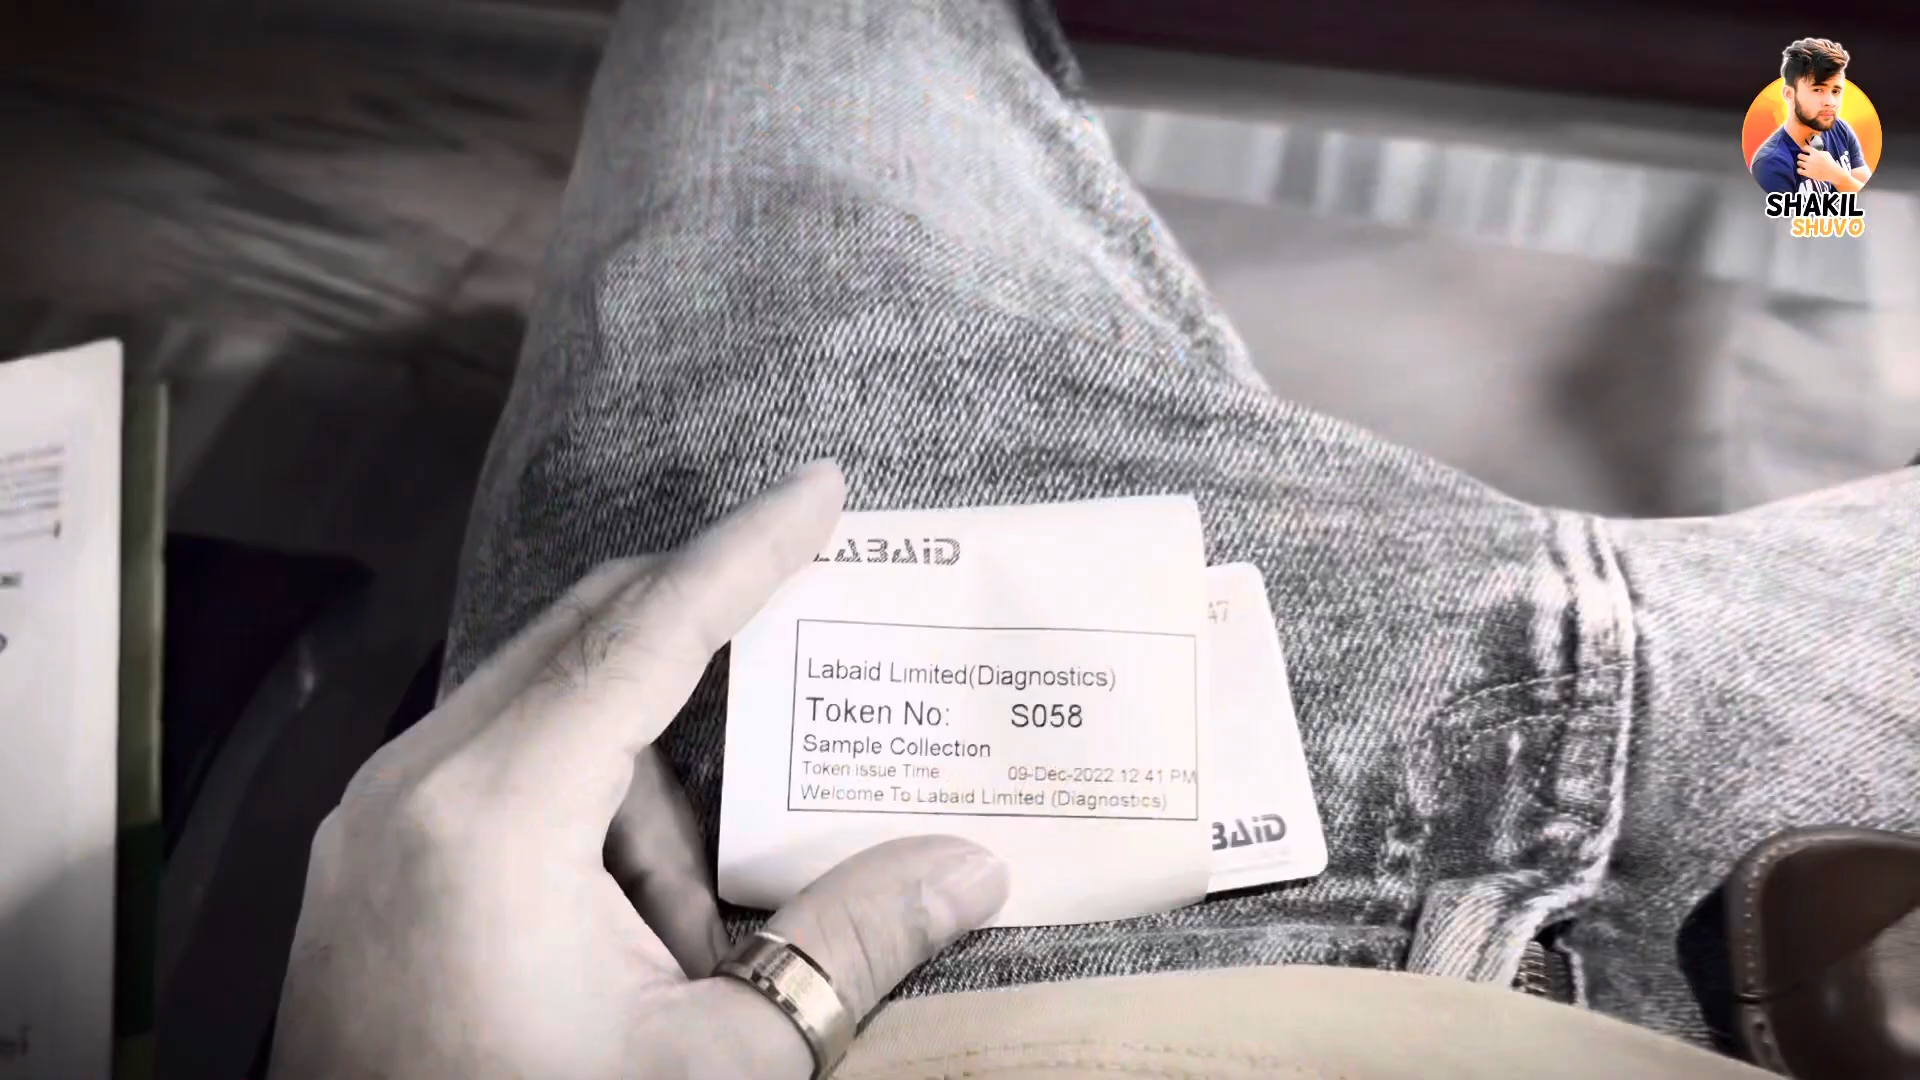 SHAKIL
SHUVO
LABAID
Labaid Limited(Diagnostics)
Token No: S058
Sample Collection
Token Issue Time 09-Dec-2022 12 41 PM
Welcome To Labaid Limited (Diagnostics)
47
BAID